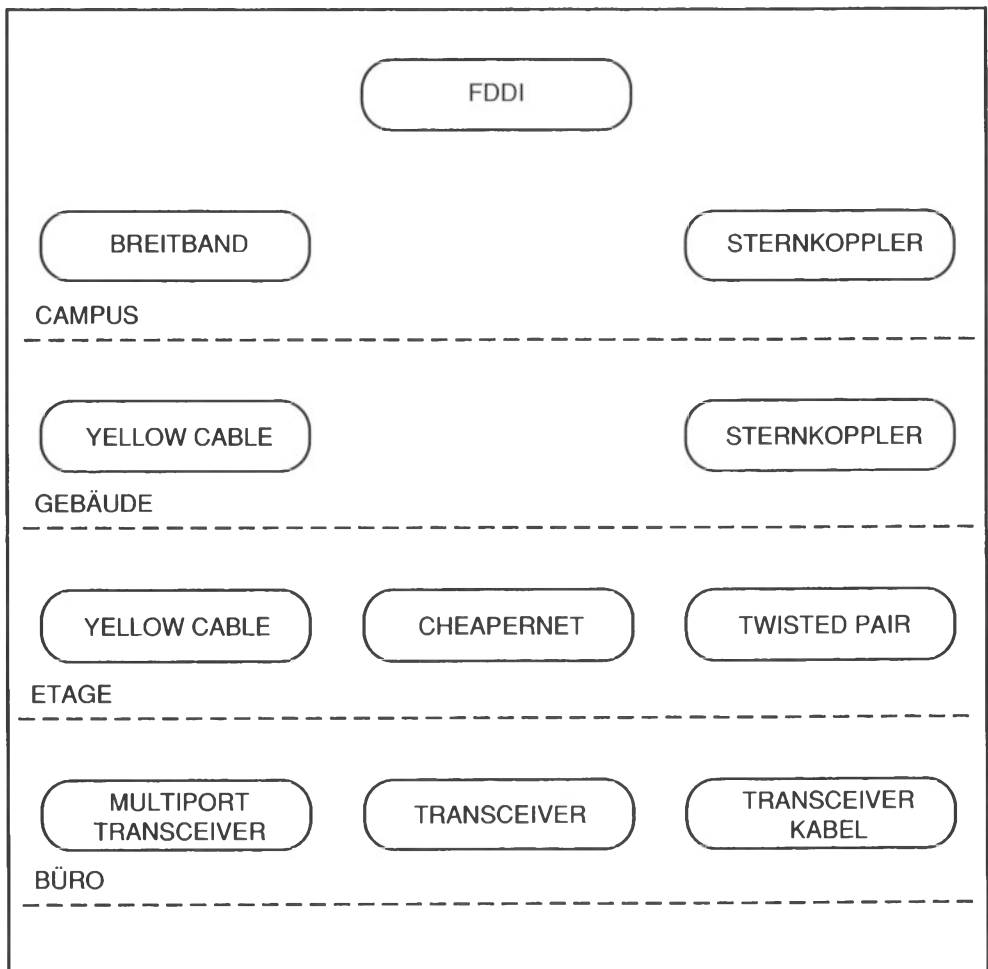 FDDI
BREITBAND
STERNKOPPLER
CAMPUS
YELLOW CABLE
STERNKOPPLER
GEBÄUDE
YELLOW CABLE
CHEAPERNET
TWISTED PAIR
ETAGE
MULTIPORT
TRANSCEIVER
TRANSCEIVER
TRANSCEIVER
KABEL
BÜRO